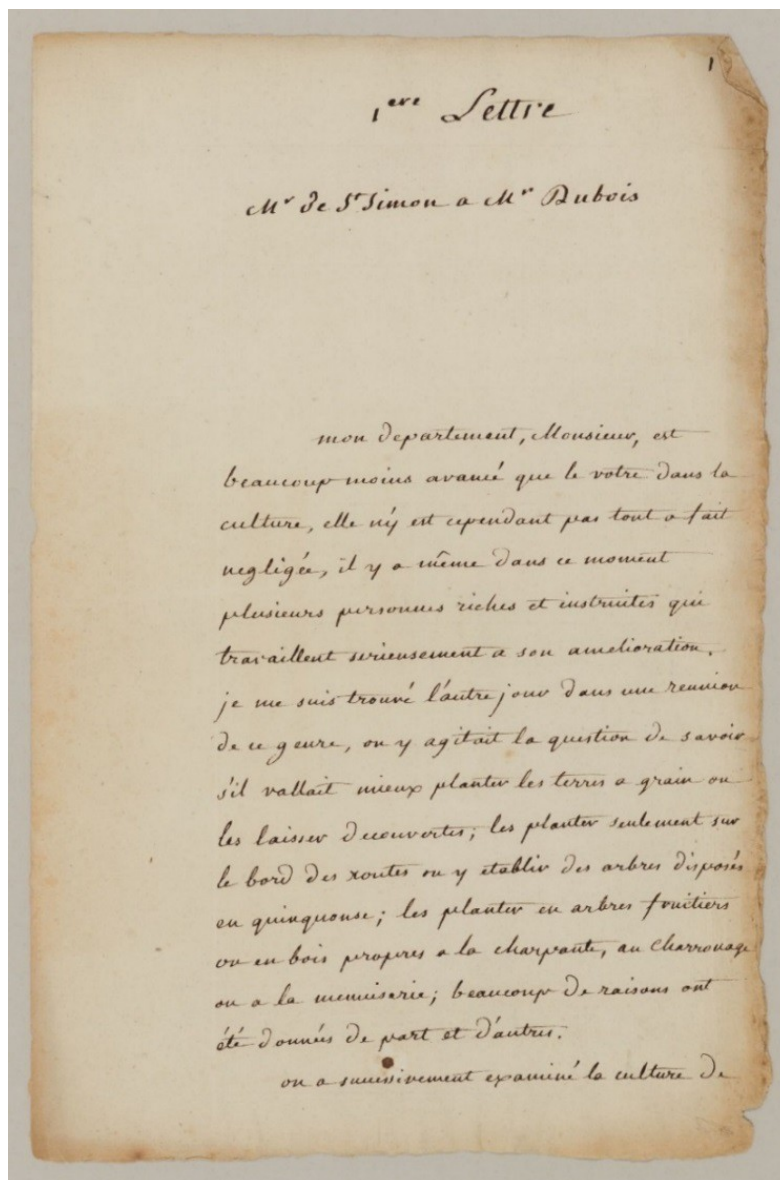 1
1ere Lettre
Mr de St Simon a Mr Dubois
mon departement, Monsieur, est
beaucoup moins avancé que le votre dans la
culture, elle n'y est cependant pas tout a fait
negligée, il y a même dans ce moment
plusieurs personnes riches et instruites qui
travaillent serieusement a son amelioration.
je me suis trouvé l'autre jour dans une reunion
de ce genre, on y agitait la question de savoir
s'il vallait mieux planter les terres a grain ou
les laisser decouvertes; les planter seulement sur
le bord des routes ou y etablir des arbres disposés
en quinquonse; les planter en arbres fruitiers
ou en bois propres a la charpante, au Charronage
ou a la menuiserie; beaucoup de raisons ont
été données de part et d'autres.
on a successivement examiné la culture de